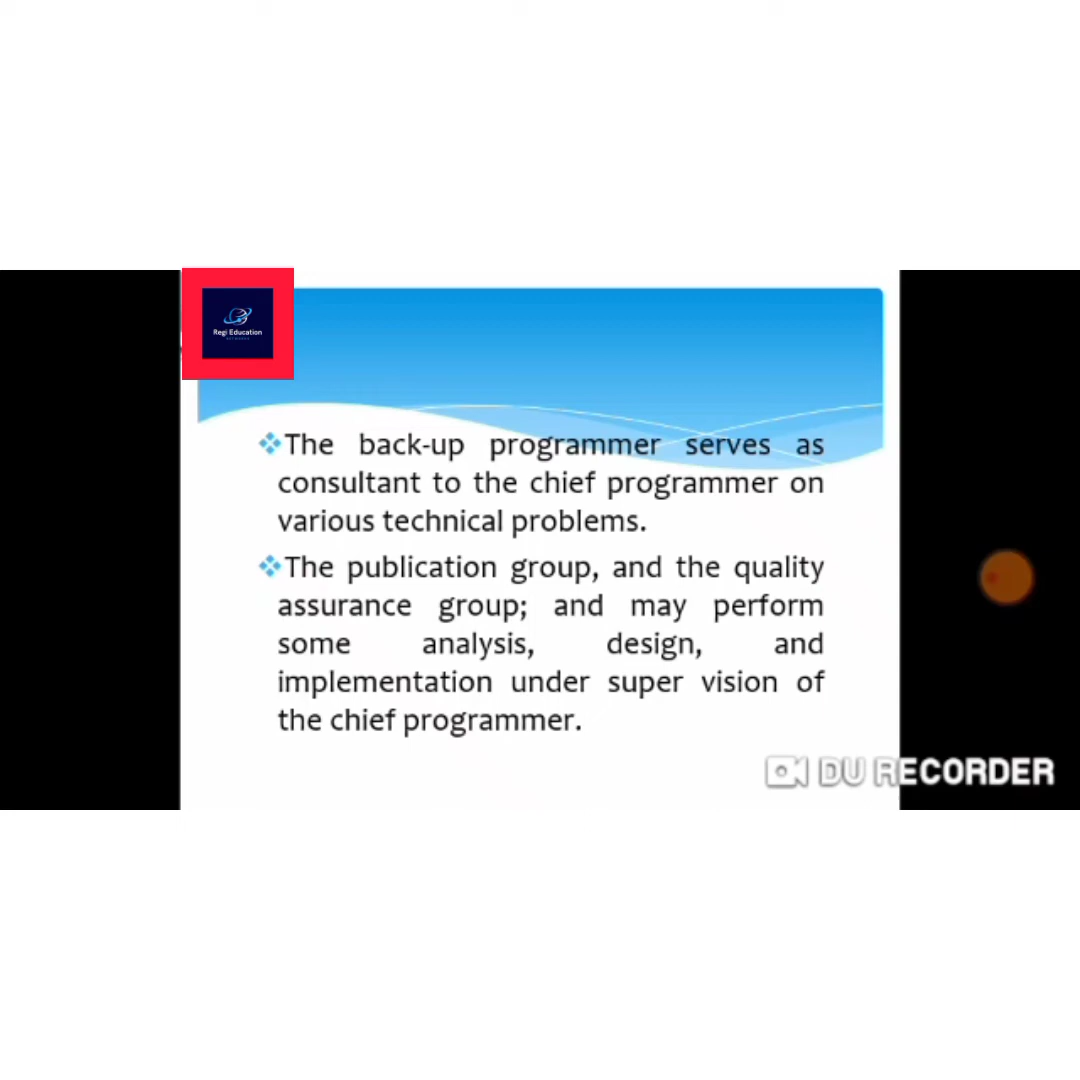 Regi Education
NETWORKS
The back-up programmer serves as
consultant to the chief programmer on
various technical problems.
The publication group, and the quality
assurance group; and may perform
some analysis, design, and
implementation under super vision of
the chief programmer.
DU RECORDER